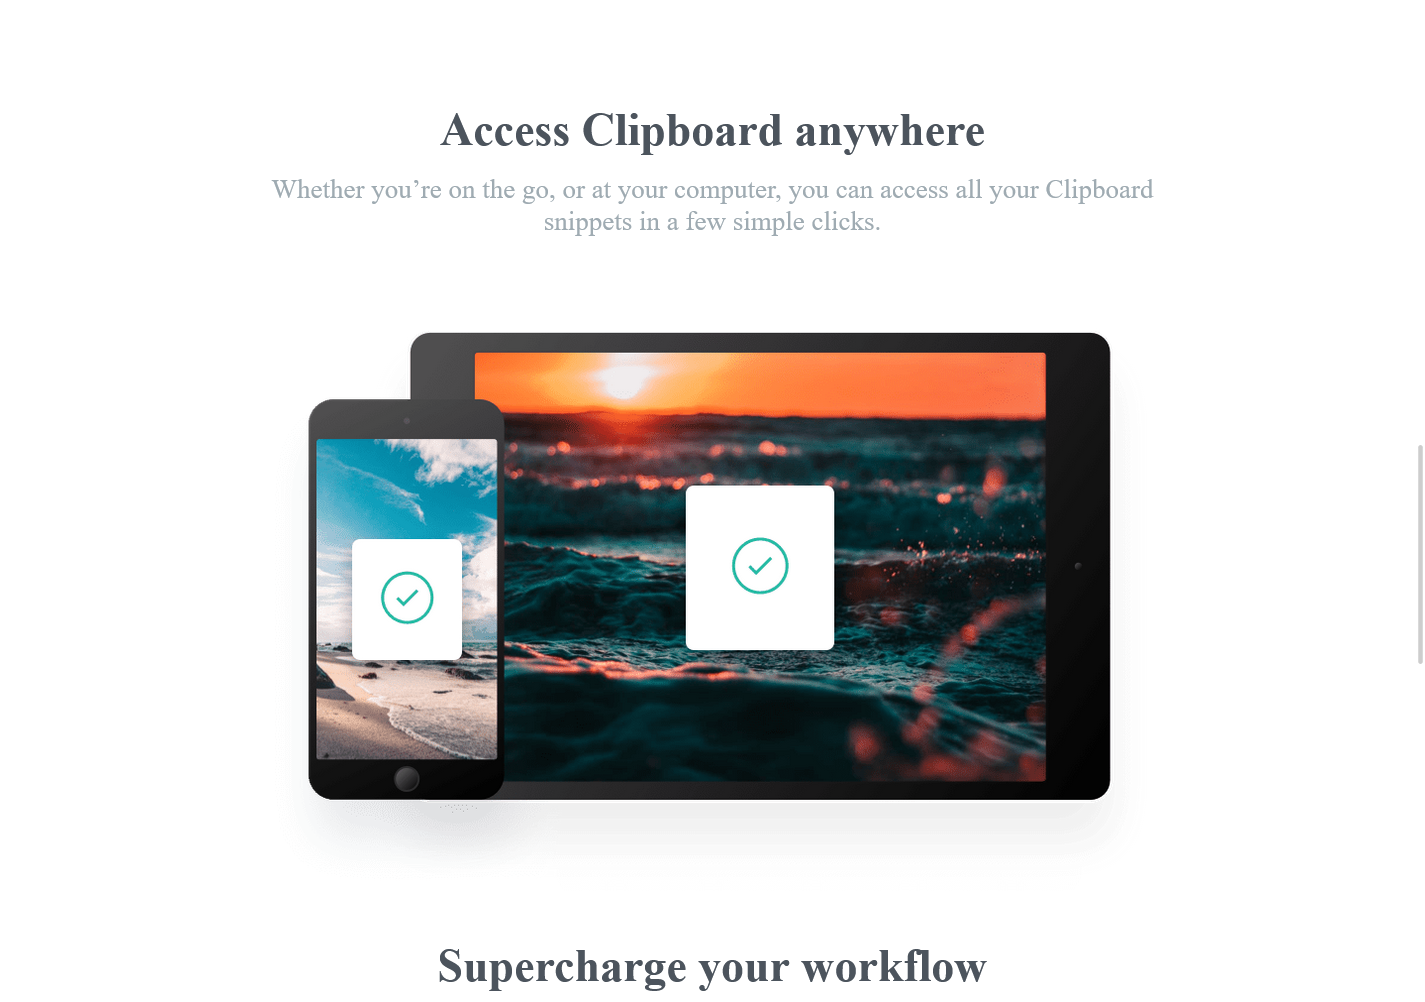 Access Clipboard anywhere
Whether you’re on the go, or at your computer, you can access all your Clipboard
snippets in a few simple clicks.
Supercharge your workflow